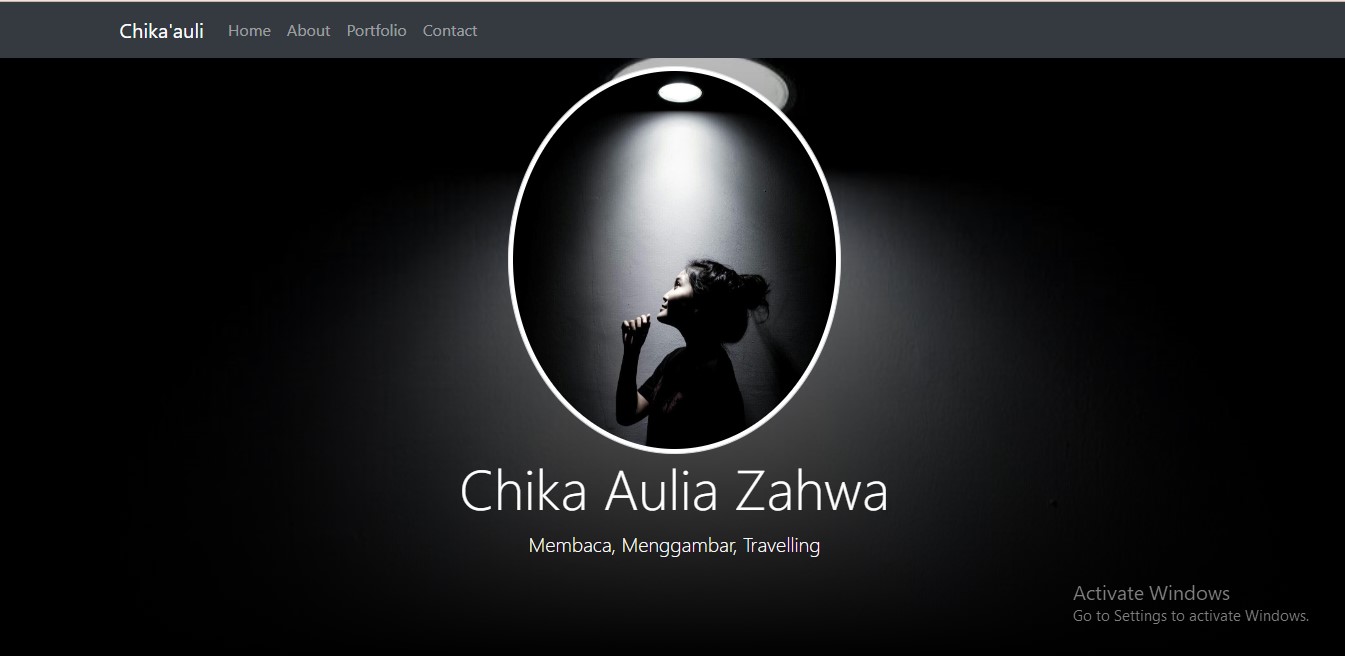 Chika'auli Home About Portfolio Contact
Chika Aulia Zahwa
Membaca, Menggambar, Travelling
Activate Windows
Go to Settings to activate Windows.